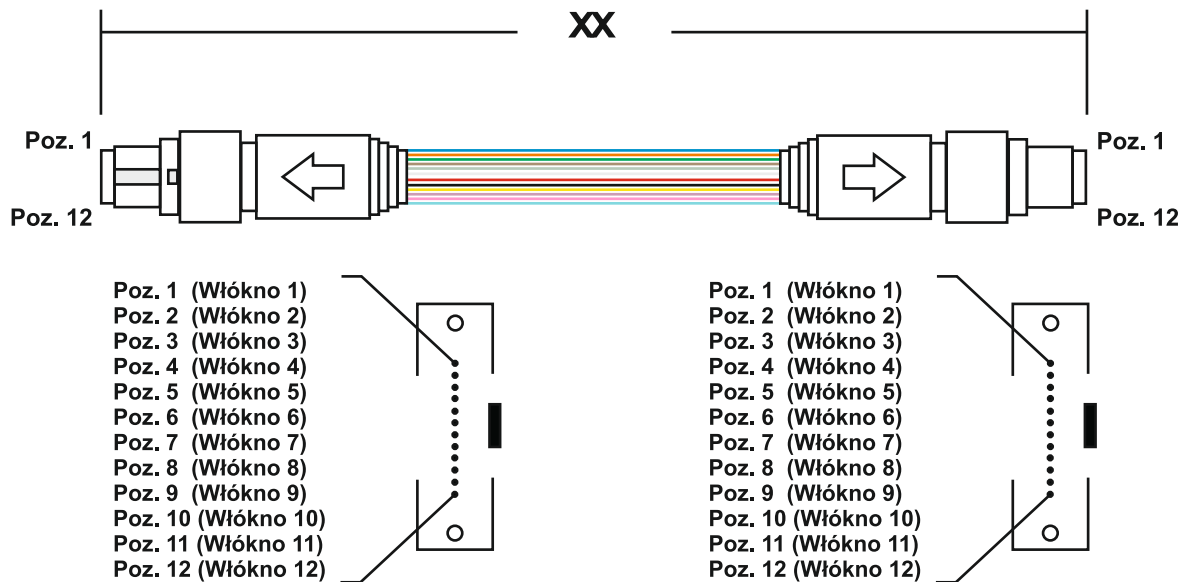 XX
Poz. 1
Poz. 1
Poz. 12
Poz. 12
Poz. 1 (Włókno 1)
Poz. 2 (Włókno 2)
Poz. 3 (Włókno 3)
Poz. 4 (Włókno 4)
Poz. 5 (Włókno 5)
Poz. 6 (Włókno 6)
Poz. 7 (Włókno 7)
Poz. 8 (Włókno 8)
Poz. 9 (Włókno 9)
Poz. 10 (Włókno 10)
Poz. 11 (Włókno 11)
Poz. 12 (Włókno 12)
Poz. 1 (Włókno 1)
Poz. 2 (Włókno 2)
Poz. 3 (Włókno 3)
Poz. 4 (Włókno 4)
Poz. 5 (Włókno 5)
Poz. 6 (Włókno 6)
Poz. 7 (Włókno 7)
Poz. 8 (Włókno 8)
Poz. 9 (Włókno 9)
Poz. 10 (Włókno 10)
Poz. 11 (Włókno 11)
Poz. 12 (Włókno 12)